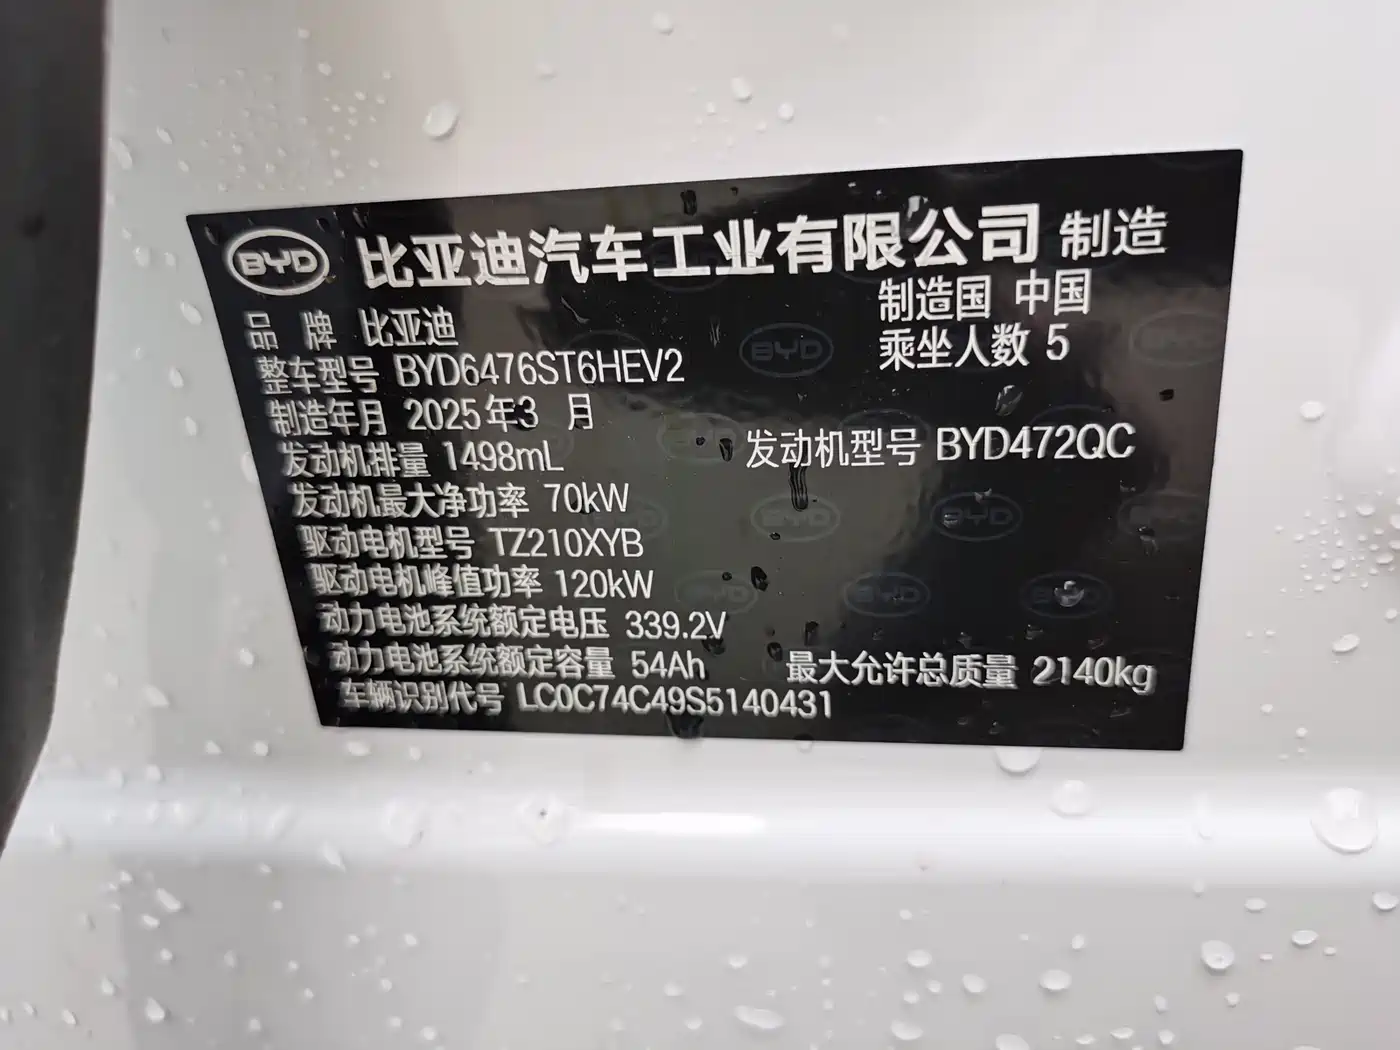 BYD 比亚迪汽车工业有限公司 制造
制造国 中国
品 牌 比亚迪
乘坐人数 5
整车型号 BYD6476ST6HEV2
制造年月 2025年3 月
发动机排量 1498mL 发动机型号 BYD472QC
发动机最大净功率 70kW
驱动电机型号 TZ210XYB
驱动电机峰值功率 120kW
动力电池系统额定电压 339.2V
动力电池系统额定容量 54Ah 最大允许总质量 2140kg
车辆识别代号 LC0C74C49S5140431